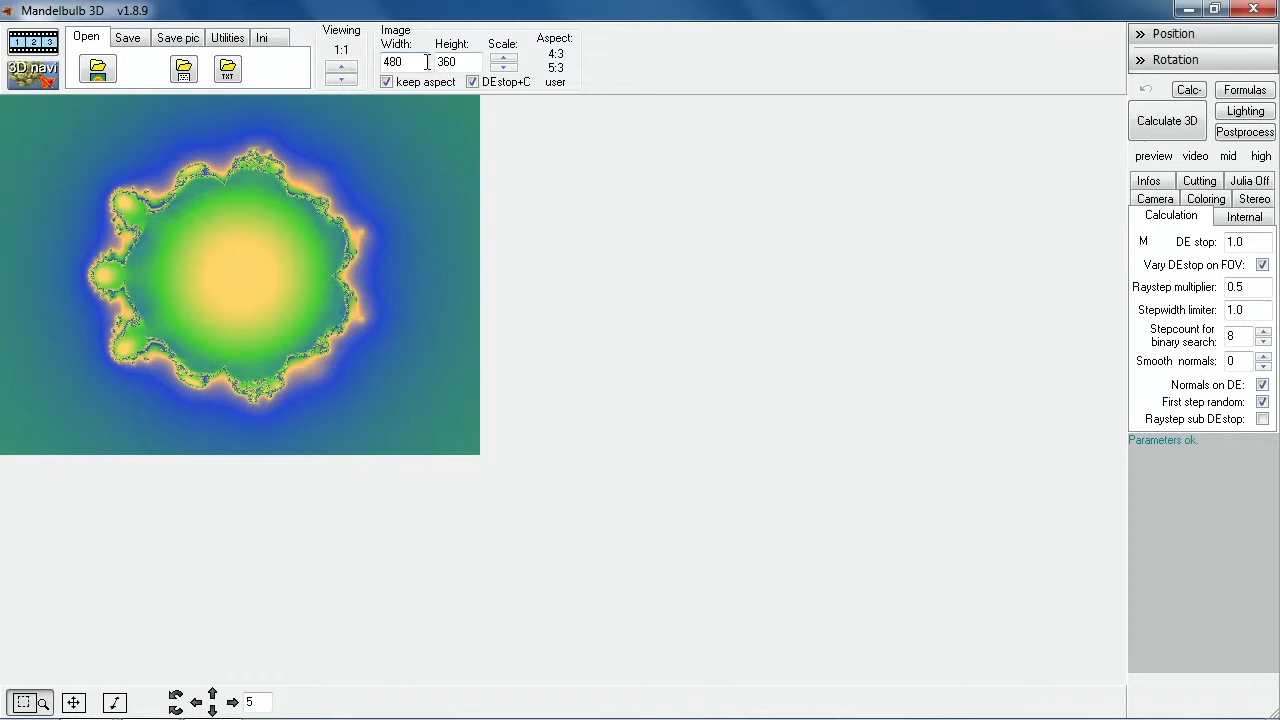 Mandelbulb 3D v1.8.9
1 2 3
3D navi
Open Save Save pic Utilities Ini
TXT
Viewing
1:1
Image
Width: Height: Scale: Aspect:
480 360 4:3
5:3
keep aspect DEstop+C user
Position
Rotation
Calc- Formulas
Calculate 3D Lighting
Postprocess
preview video mid high
Infos Cutting Julia Off
Camera Coloring Stereo
Calculation Internal
M DE stop: 1.0
Vary DEstop on FOV:
Raystep multiplier: 0.5
Stepwidth limiter: 1.0
Stepcount for
binary search: 8
Smooth normals: 0
Normals on DE:
First step random:
Raystep sub DEstop:
Parameters ok.
5